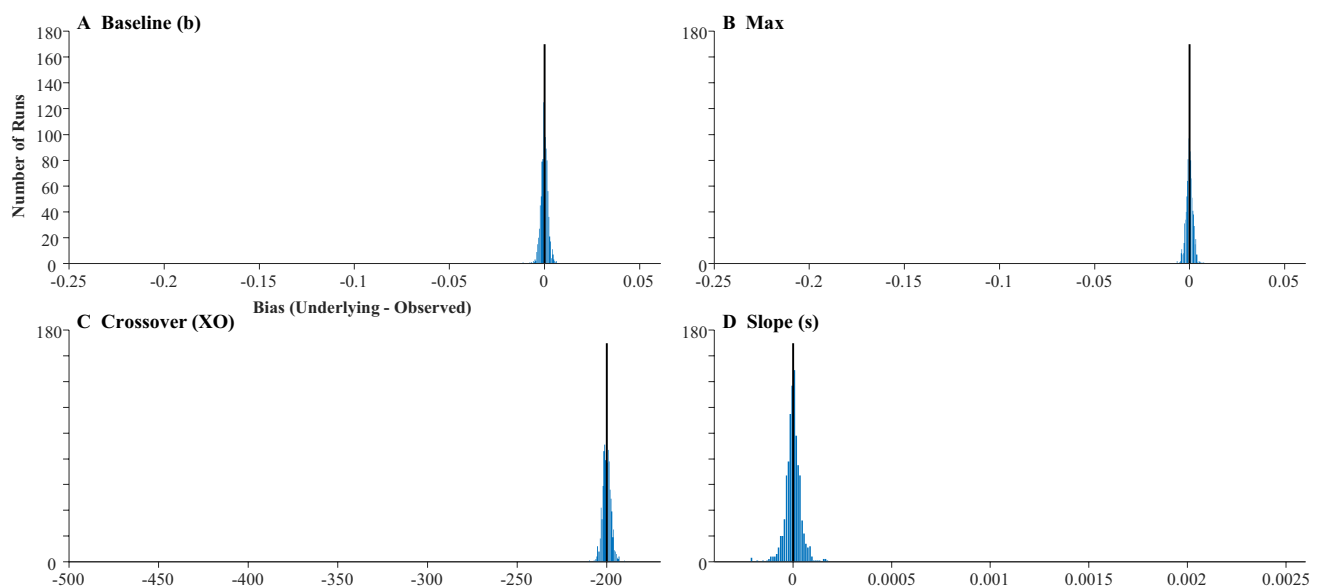 A Baseline (b)
180
160
140
120
100
80
60
40
20
0
Number of Runs
-0.25 -0.2 -0.15 -0.1 -0.05 0 0.05
Bias (Underlying - Observed)
B Max
180
0
-0.25 -0.2 -0.15 -0.1 -0.05 0 0.05
C Crossover (XO)
180
0
-500 -450 -400 -350 -300 -250 -200
D Slope (s)
180
0
0 0.0005 0.001 0.0015 0.002 0.0025